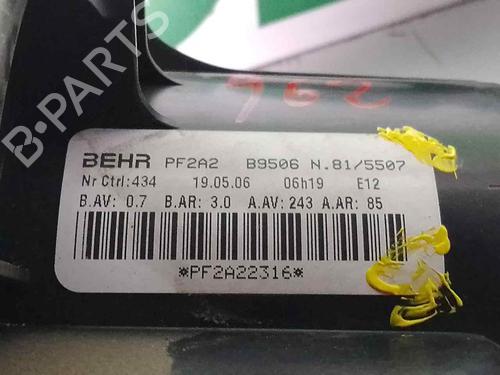 B-PARTS
762
BEHR PF2A2 B9506 N.81/5507
Nr Ctrl:434 19.05.06 06h19 E12
B.AV: 0.7 B.AR: 3.0 A.AV: 243 A.AR: 85
*PF2A22316*